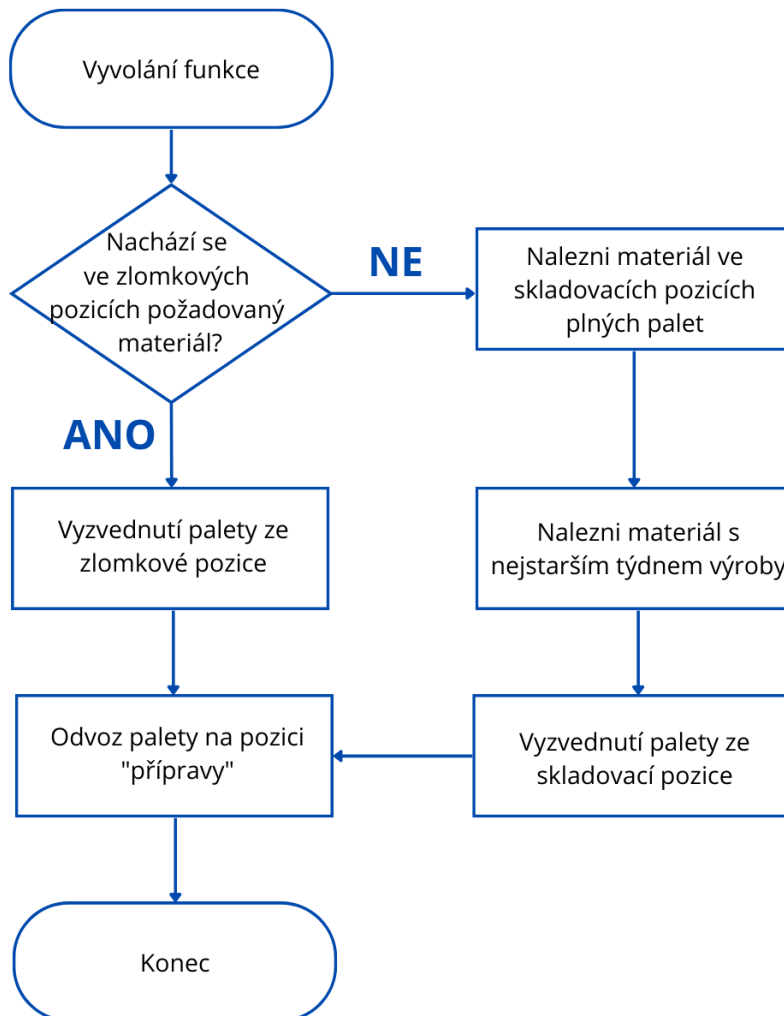 Vyvolání funkce
Nachází se
ve zlomkových
pozicích požadovaný
materiál?
NE
Nalezni materiál ve
skladovacích pozicích
plných palet
ANO
Vyzvednutí palety ze
zlomkové pozice
Nalezni materiál s
nejstarším týdnem výroby
Odvoz palety na pozici
"přípravy"
Vyzvednutí palety ze
skladovací pozice
Konec